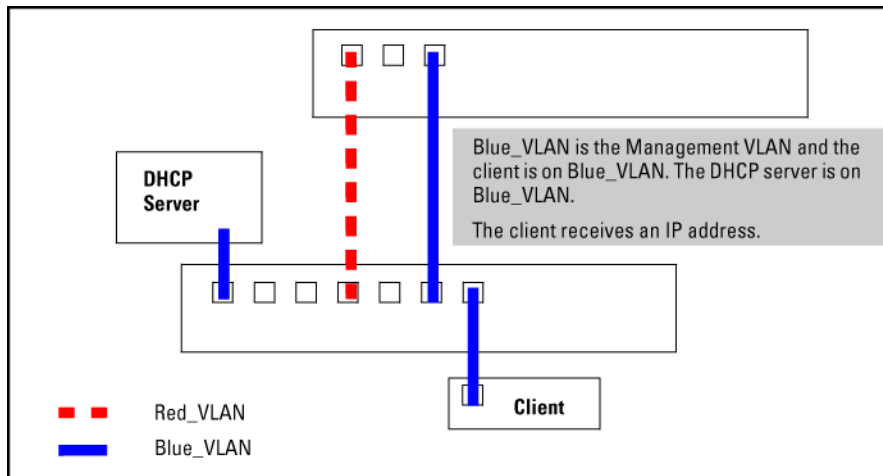 Blue_VLAN is the Management VLAN and the
client is on Blue_VLAN. The DHCP server is on
Blue_VLAN.
The client receives an IP address.
DHCP
Server
Client
Red_VLAN
Blue_VLAN